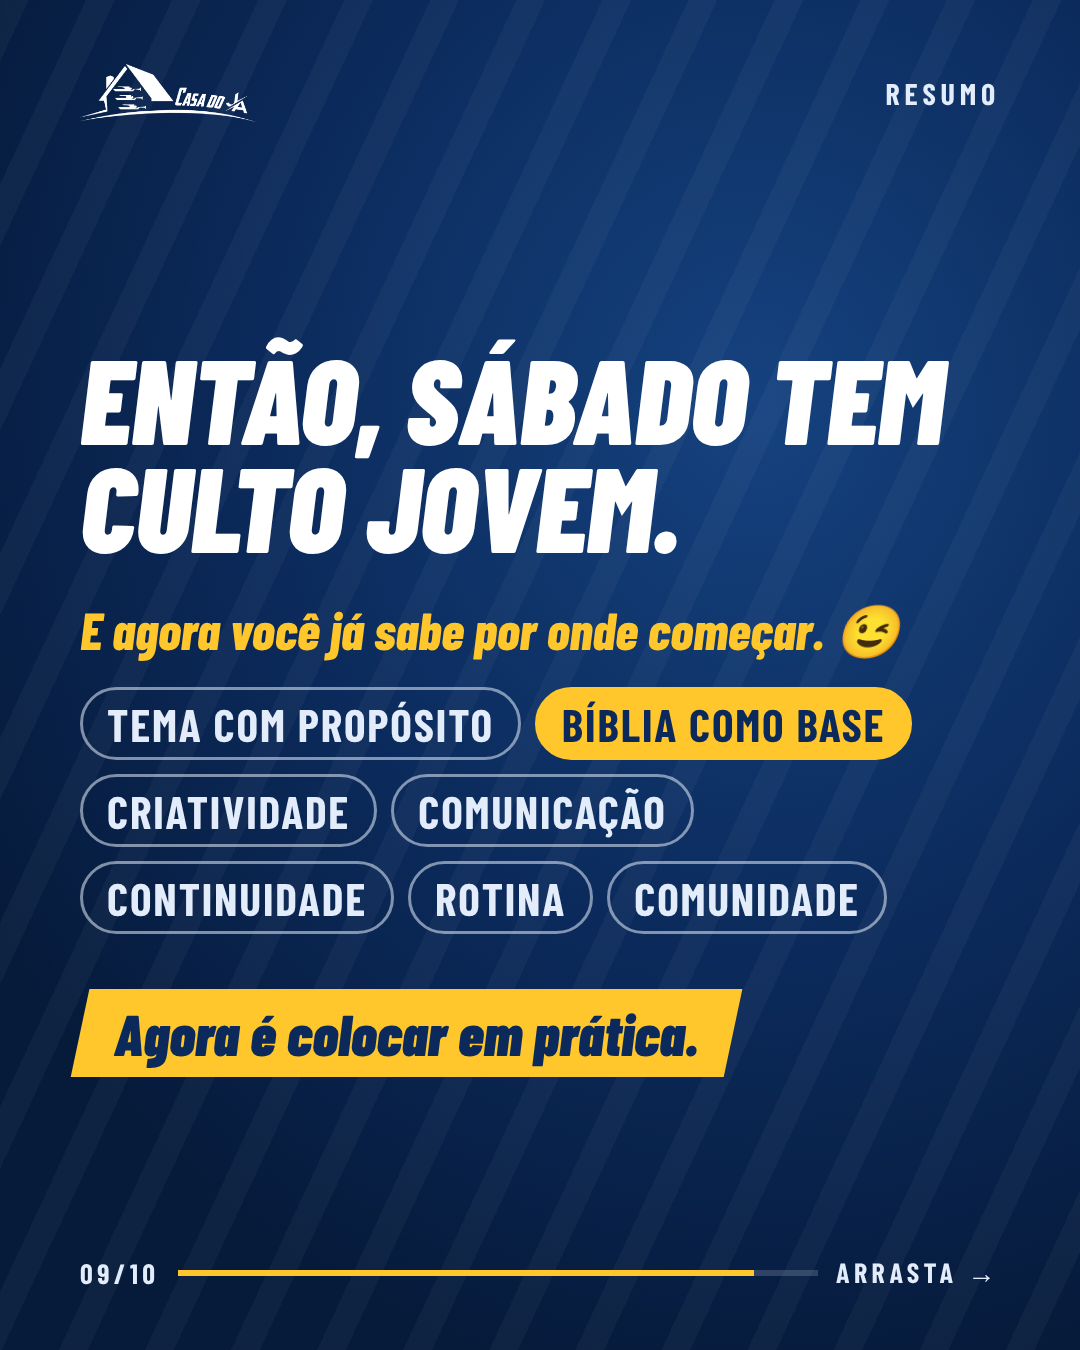 CASA DO JA
RESUMO
ENTÃO, SÁBADO TEM
CULTO JOVEM.
E agora você já sabe por onde começar. 😉
TEMA COM PROPÓSITO BÍBLIA COMO BASE
CRIATIVIDADE COMUNICAÇÃO
CONTINUIDADE ROTINA COMUNIDADE
Agora é colocar em prática.
09/10 ARRASTA →